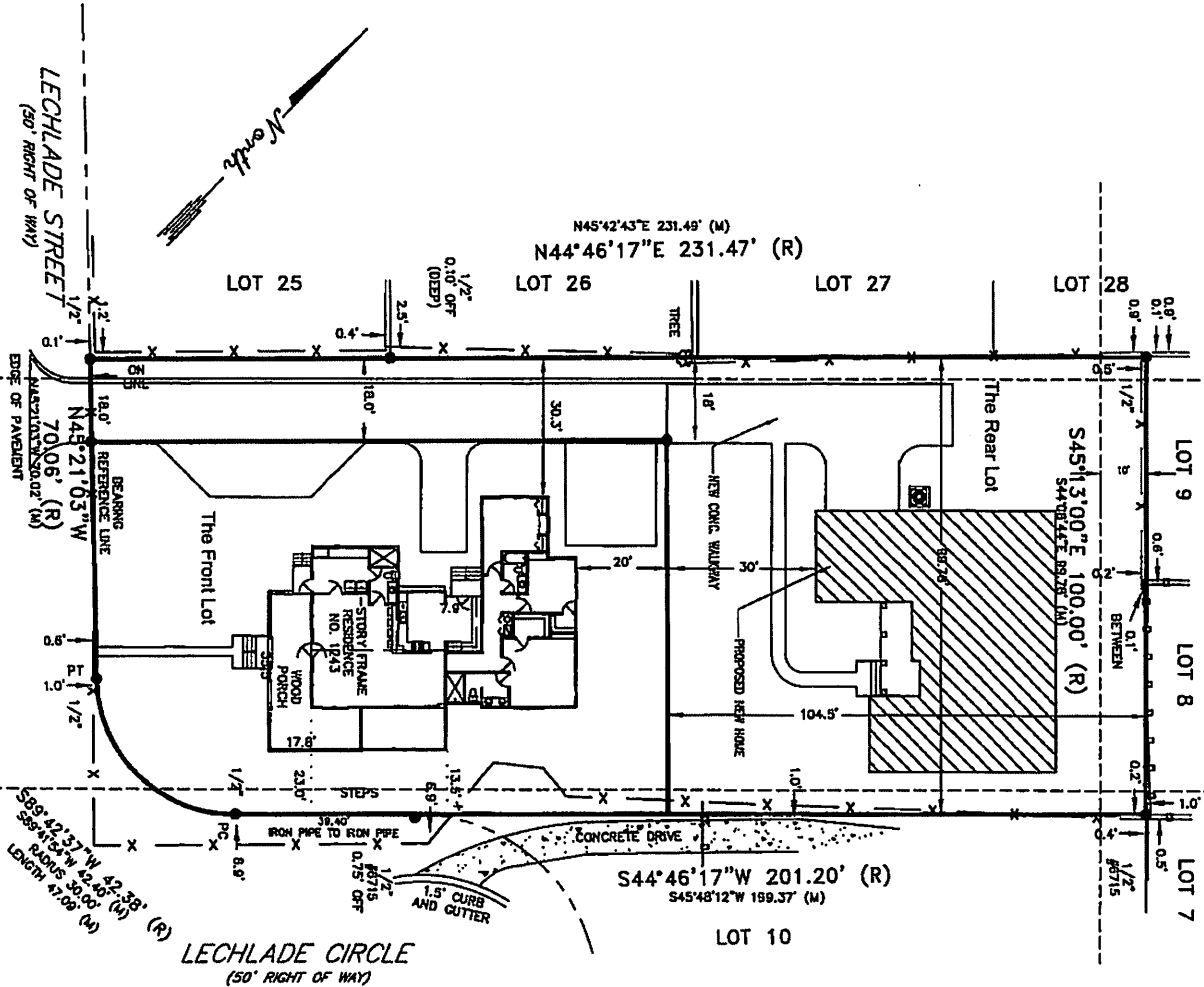 North
LECHLADE STREET
(50' RIGHT OF WAY)
N45°42'43"E 231.49' (M)
N44°46'17"E 231.47' (R)
LOT 25
LOT 26
LOT 27
LOT 28
1/2"
0.10' OFF
(DEEP)
2.5'
0.4'
TREE
1/2"
1.2'
0.1'
0.9'
0.1'
0.8'
0.5'
1/2"
ON
LINE
18.0'
18.0'
30.3'
18'
The Rear Lot
LOT 9
10'
S45°13'00"E 100.00' (R)
EDGE OF PAVEMENT
N45°21'03"W
70.06' (R)
BEARING
REFERENCE LINE
The Front Lot
NEW CONC. WALKWAY
0.6'
0.2'
0.1'
BETWEEN
20'
30'
7.9'
STORY FRAME
RESIDENCE
NO. 1243
WOOD
PORCH
PROPOSED NEW HOME
LOT 8
0.6'
PT
1.0'
1/2"
104.5'
17.8'
23.0'
13.5'
1/2"
STEPS
1.0'
0.2'
1.0'
PC
39.40'
IRON PIPE TO IRON PIPE
CONCRETE DRIVE
0.4'
0.5'
8.9'
1/2"
#6715
0.75' OFF
1/2"
#6715
LOT 7
S89°42'37"W 42.38' (R)
RADIUS 30.00' (M)
LENGTH 47.09' (M)
1.5' CURB
AND GUTTER
S44°46'17"W 201.20' (R)
S45°48'12"W 199.37' (M)
LOT 10
LECHLADE CIRCLE
(50' RIGHT OF WAY)